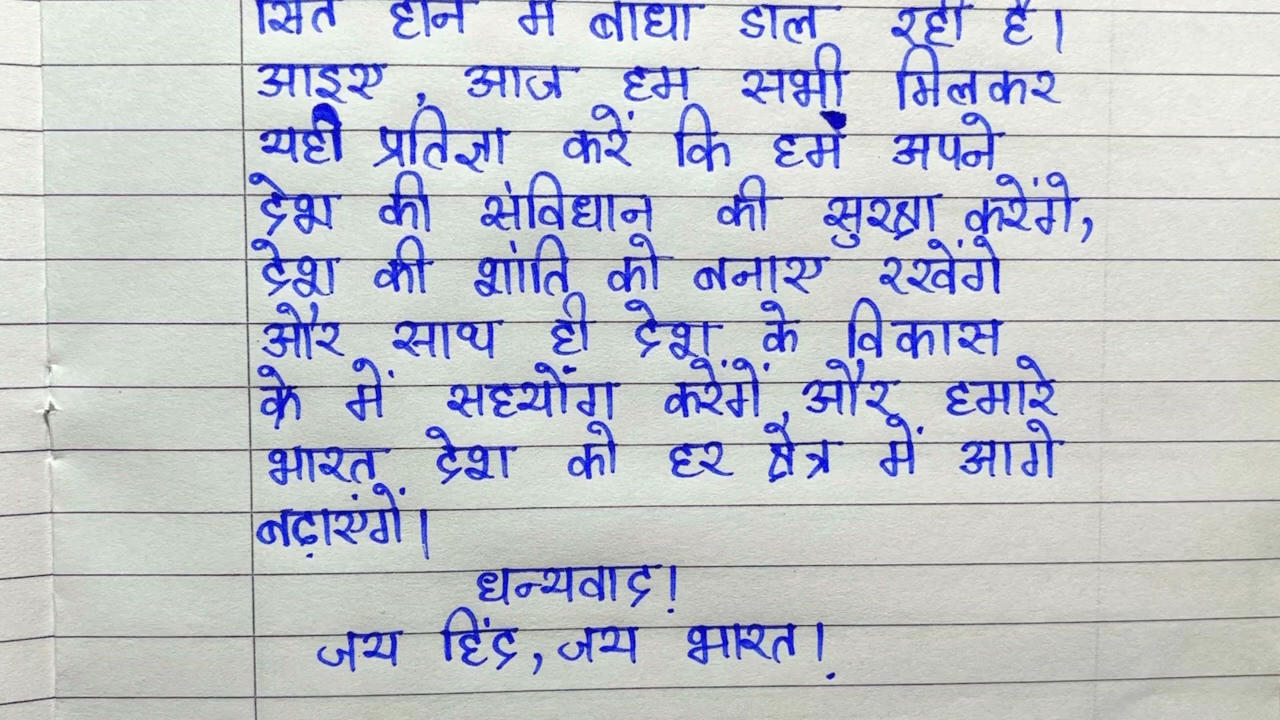 सित होने में बाधा डाल रही है।
आइए, आज हम सभी मिलकर
यही प्रतिज्ञा करें कि हमें अपने
देश की संविधान की सुरक्षा करेंगे,
देश की शांति को बनाए रखेंगे
और साथ ही देश के विकास
के में सहयोंग करेंगें और हमारे
भारत देश को हर क्षेत्र में आगे
बढ़ाएंगें।
धन्यवाद!
जय हिंद, जय भारत!